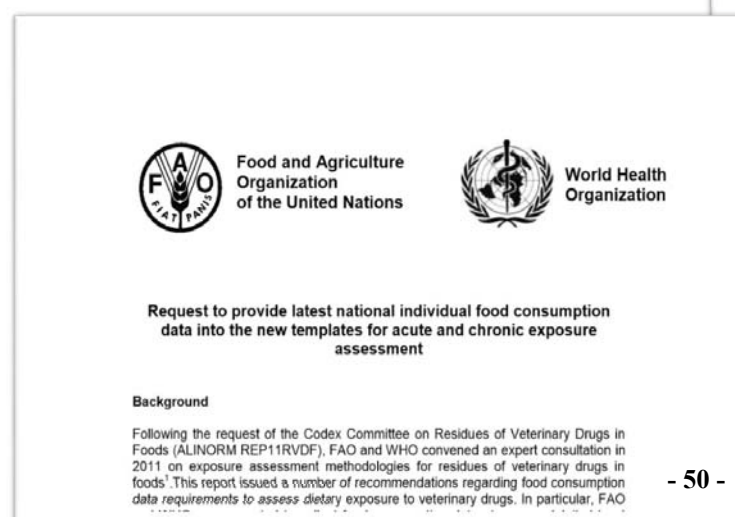 Food and Agriculture
Organization
of the United Nations
FAO
FIAT PANIS
World Health
Organization
Request to provide latest national individual food consumption
data into the new templates for acute and chronic exposure
assessment
Background
Following the request of the Codex Committee on Residues of Veterinary Drugs in
Foods (ALINORM REP11RVDF), FAO and WHO convened an expert consultation in
2011 on exposure assessment methodologies for residues of veterinary drugs in
foods¹.This report issued a number of recommendations regarding food consumption
data requirements to assess dietary exposure to veterinary drugs. In particular, FAO
- 50 -